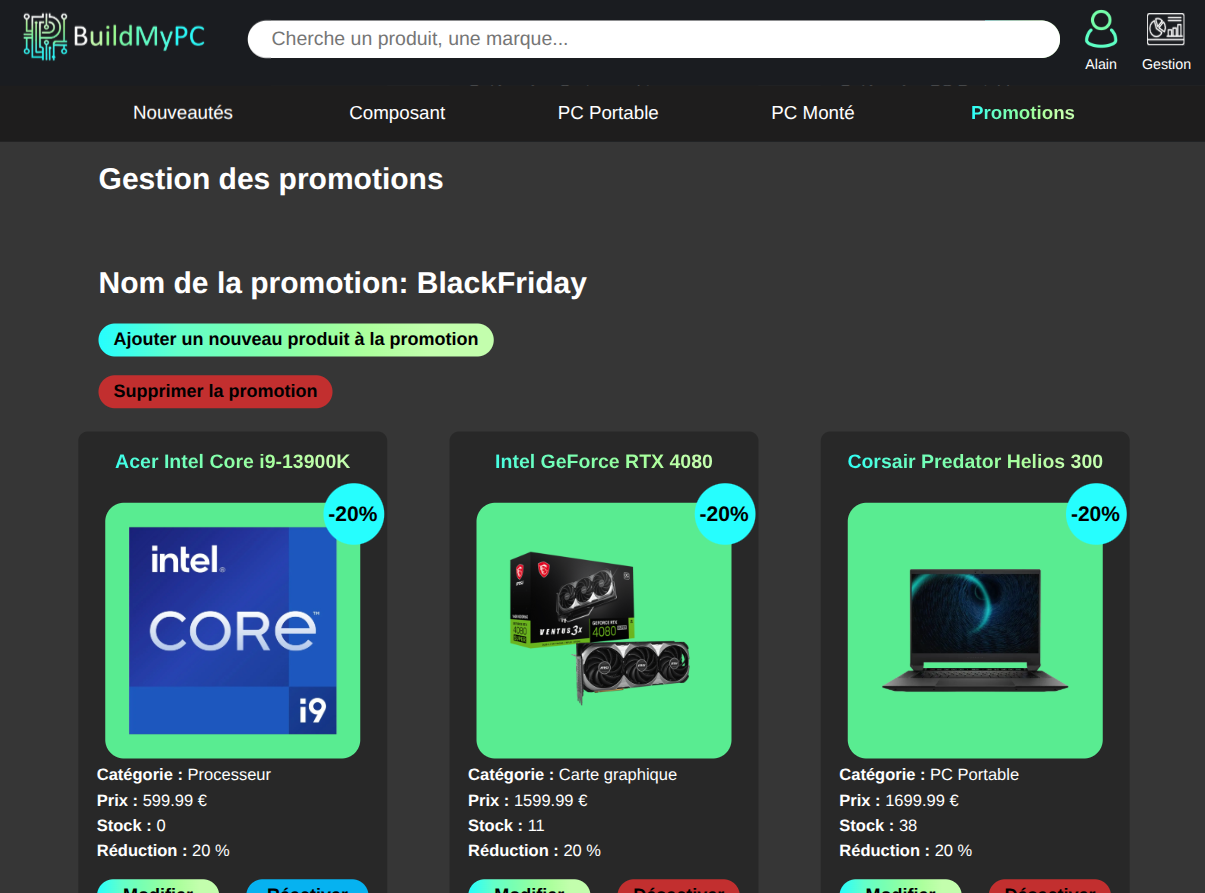 BuildMyPC
Cherche un produit, une marque...
Alain
Gestion
Nouveautés
Composant
PC Portable
PC Monté
Promotions
Gestion des promotions
Nom de la promotion: BlackFriday
Ajouter un nouveau produit à la promotion
Supprimer la promotion
Acer Intel Core i9-13900K
-20%
intel.
CORe™
i9
Catégorie : Processeur
Prix : 599.99 €
Stock : 0
Réduction : 20 %
Modifier
Réactiver
Intel GeForce RTX 4080
-20%
VENTUS 3X
GEFORCE RTX
4080
Catégorie : Carte graphique
Prix : 1599.99 €
Stock : 11
Réduction : 20 %
Modifier
Désactiver
Corsair Predator Helios 300
-20%
Catégorie : PC Portable
Prix : 1699.99 €
Stock : 38
Réduction : 20 %
Modifier
Désactiver